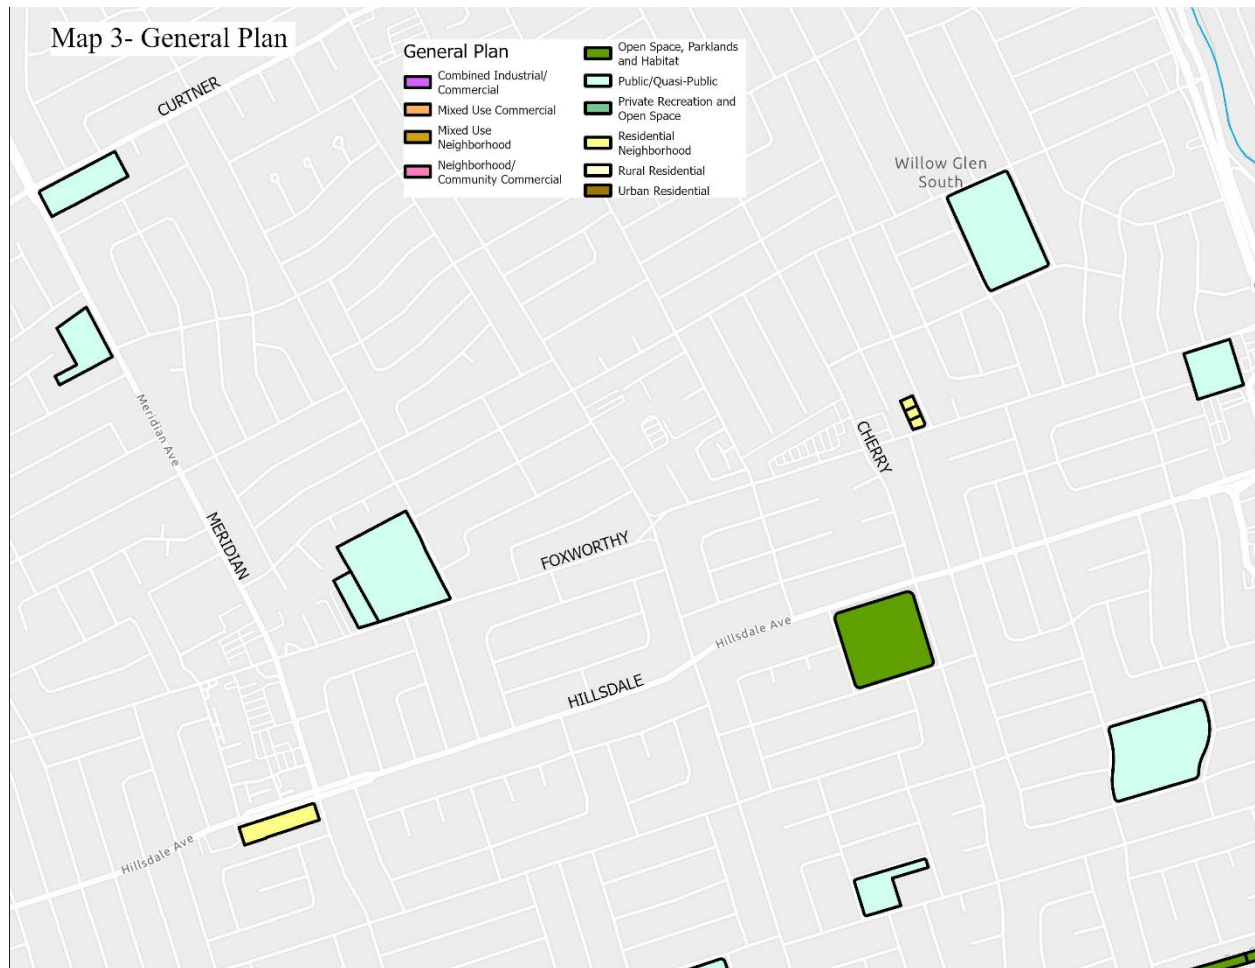 Map 3- General Plan
General Plan
Combined Industrial/
Commercial
Mixed Use Commercial
Mixed Use
Neighborhood
Neighborhood/
Community Commercial
Open Space, Parklands
and Habitat
Public/Quasi-Public
Private Recreation and
Open Space
Residential
Neighborhood
Rural Residential
Urban Residential
CURTNER
Willow Glen
South
Meridian Ave
CHERRY
MERIDIAN
FOXWORTHY
Hillsdale Ave
HILLSDALE
Hillsdale Ave